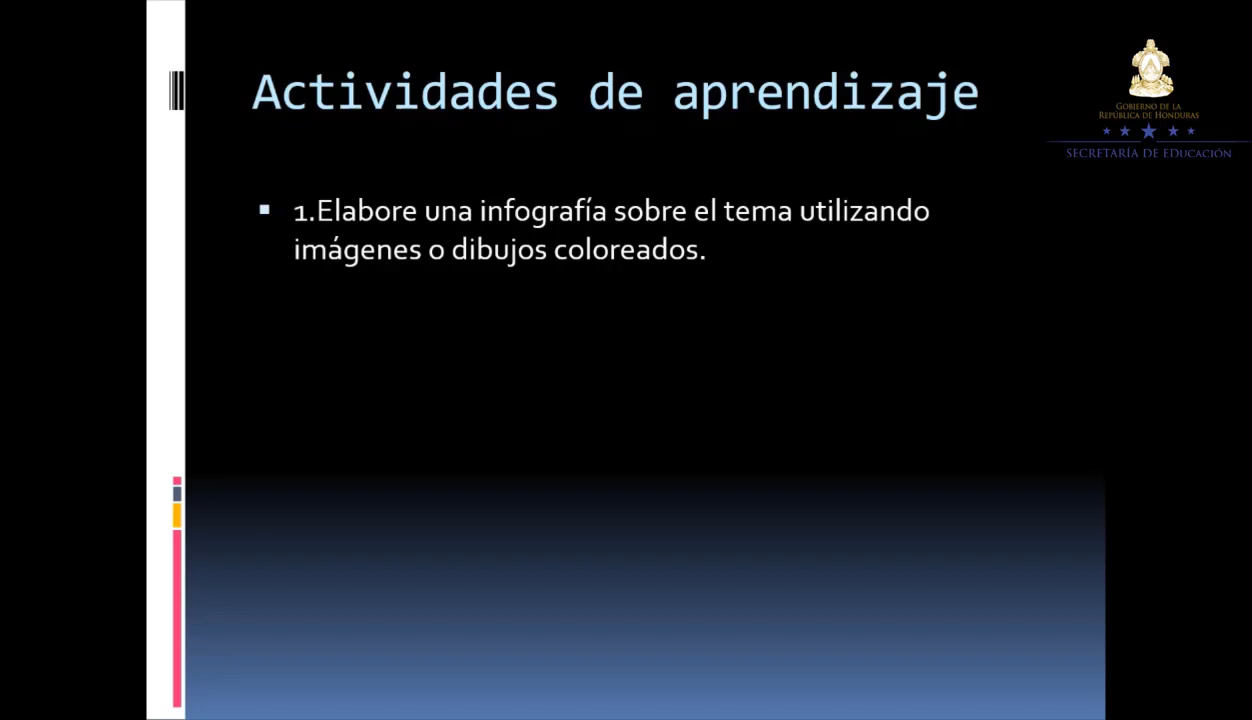 Actividades de aprendizaje
GOBIERNO DE LA
REPÚBLICA DE HONDURAS
SECRETARÍA DE EDUCACIÓN
1.Elabore una infografía sobre el tema utilizando
imágenes o dibujos coloreados.